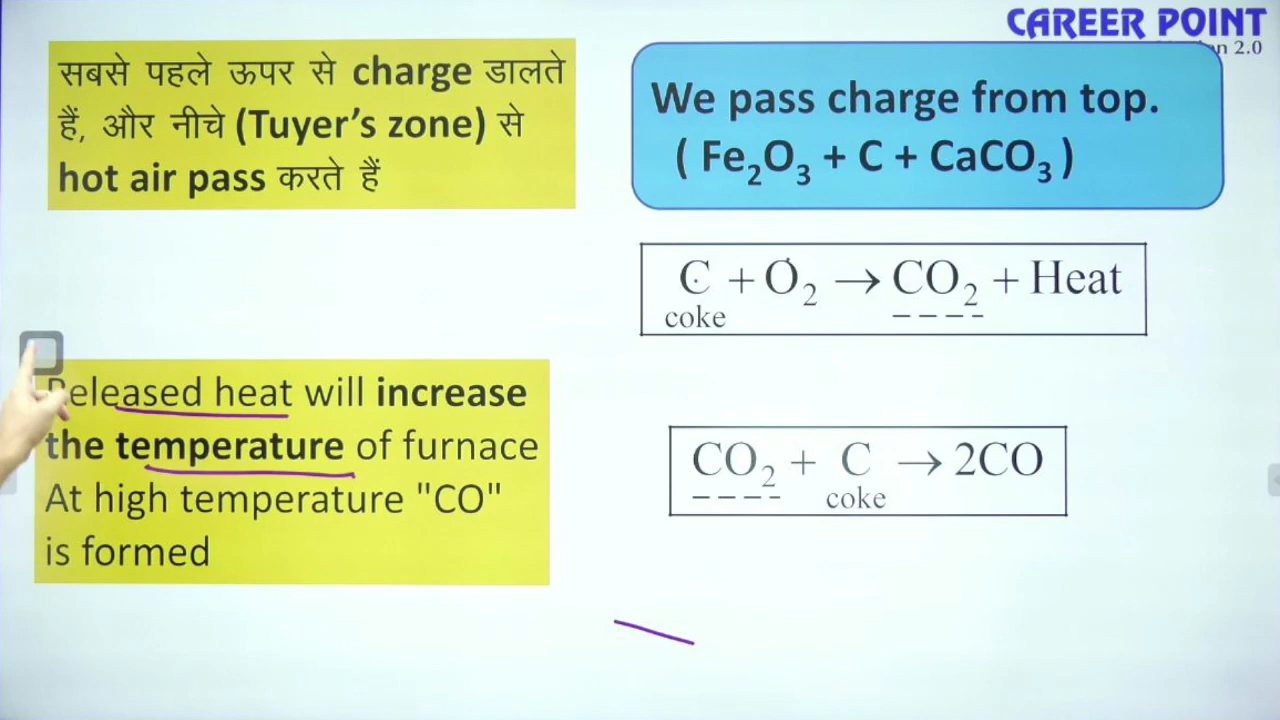 CAREER POINT
n 2.0
सबसे पहले ऊपर से charge डालते
हैं, और नीचे (Tuyer's zone) से
hot air pass करते हैं
We pass charge from top.
( Fe₂O₃ + C + CaCO₃ )
C + O₂ → CO₂ + Heat
coke
Released heat will increase
the temperature of furnace
At high temperature "CO"
is formed
CO₂ + C → 2CO
coke